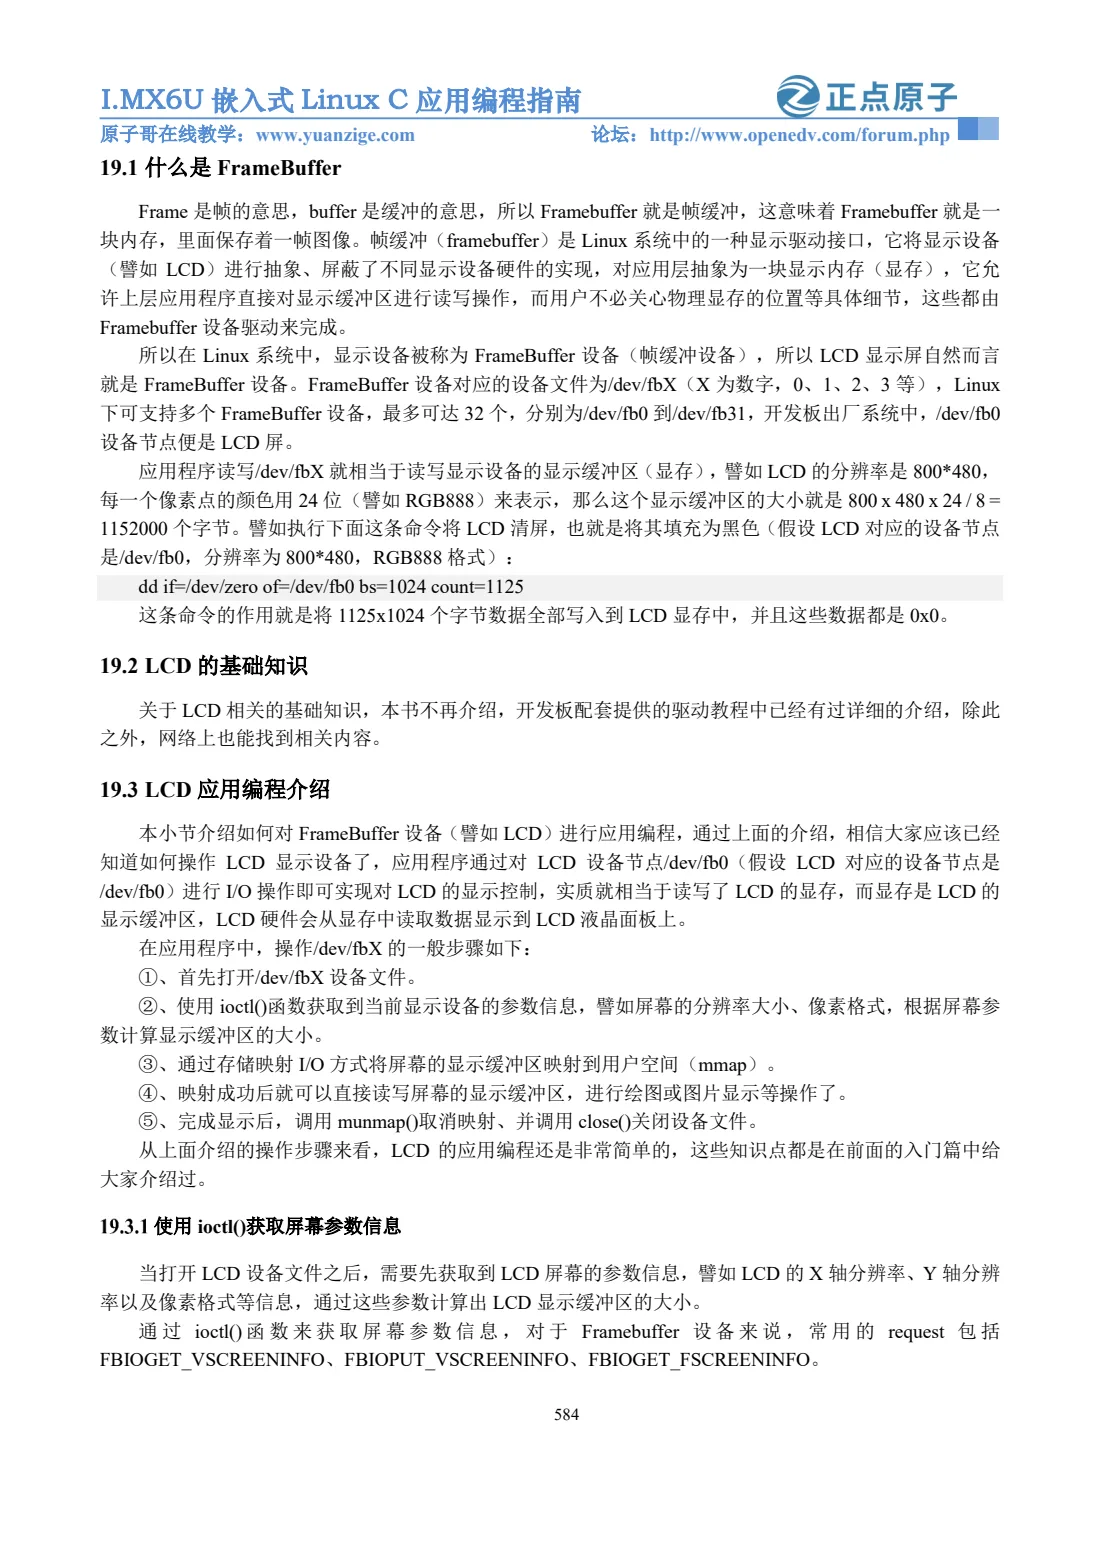 I.MX6U 嵌入式 Linux C 应用编程指南
正点原子
原子哥在线教学：www.yuanzige.com 论坛：http://www.openedv.com/forum.php
19.1 什么是 FrameBuffer
Frame 是帧的意思，buffer 是缓冲的意思，所以 Framebuffer 就是帧缓冲，这意味着 Framebuffer 就是一
块内存，里面保存着一帧图像。帧缓冲（framebuffer）是 Linux 系统中的一种显示驱动接口，它将显示设备
（譬如 LCD）进行抽象、屏蔽了不同显示设备硬件的实现，对应用层抽象为一块显示内存（显存），它允
许上层应用程序直接对显示缓冲区进行读写操作，而用户不必关心物理显存的位置等具体细节，这些都由
Framebuffer 设备驱动来完成。
所以在 Linux 系统中，显示设备被称为 FrameBuffer 设备（帧缓冲设备），所以 LCD 显示屏自然而言
就是 FrameBuffer 设备。FrameBuffer 设备对应的设备文件为/dev/fbX（X 为数字，0、1、2、3 等），Linux
下可支持多个 FrameBuffer 设备，最多可达 32 个，分别为/dev/fb0 到/dev/fb31，开发板出厂系统中，/dev/fb0
设备节点便是 LCD 屏。
应用程序读写/dev/fbX 就相当于读写显示设备的显示缓冲区（显存），譬如 LCD 的分辨率是 800*480，
每一个像素点的颜色用 24 位（譬如 RGB888）来表示，那么这个显示缓冲区的大小就是 800 x 480 x 24 / 8 =
1152000 个字节。譬如执行下面这条命令将 LCD 清屏，也就是将其填充为黑色（假设 LCD 对应的设备节点
是/dev/fb0，分辨率为 800*480，RGB888 格式）：
dd if=/dev/zero of=/dev/fb0 bs=1024 count=1125
这条命令的作用就是将 1125x1024 个字节数据全部写入到 LCD 显存中，并且这些数据都是 0x0。
19.2 LCD 的基础知识
关于 LCD 相关的基础知识，本书不再介绍，开发板配套提供的驱动教程中已经有过详细的介绍，除此
之外，网络上也能找到相关内容。
19.3 LCD 应用编程介绍
本小节介绍如何对 FrameBuffer 设备（譬如 LCD）进行应用编程，通过上面的介绍，相信大家应该已经
知道如何操作 LCD 显示设备了，应用程序通过对 LCD 设备节点/dev/fb0（假设 LCD 对应的设备节点是
/dev/fb0）进行 I/O 操作即可实现对 LCD 的显示控制，实质就相当于读写了 LCD 的显存，而显存是 LCD 的
显示缓冲区，LCD 硬件会从显存中读取数据显示到 LCD 液晶面板上。
在应用程序中，操作/dev/fbX 的一般步骤如下：
①、首先打开/dev/fbX 设备文件。
②、使用 ioctl()函数获取到当前显示设备的参数信息，譬如屏幕的分辨率大小、像素格式，根据屏幕参
数计算显示缓冲区的大小。
③、通过存储映射 I/O 方式将屏幕的显示缓冲区映射到用户空间（mmap）。
④、映射成功后就可以直接读写屏幕的显示缓冲区，进行绘图或图片显示等操作了。
⑤、完成显示后，调用 munmap()取消映射、并调用 close()关闭设备文件。
从上面介绍的操作步骤来看，LCD 的应用编程还是非常简单的，这些知识点都是在前面的入门篇中给
大家介绍过。
19.3.1 使用 ioctl()获取屏幕参数信息
当打开 LCD 设备文件之后，需要先获取到 LCD 屏幕的参数信息，譬如 LCD 的 X 轴分辨率、Y 轴分辨
率以及像素格式等信息，通过这些参数计算出 LCD 显示缓冲区的大小。
通过 ioctl()函数来获取屏幕参数信息，对于 Framebuffer 设备来说，常用的 request 包括
FBIOGET_VSCREENINFO、FBIOPUT_VSCREENINFO、FBIOGET_FSCREENINFO。
584